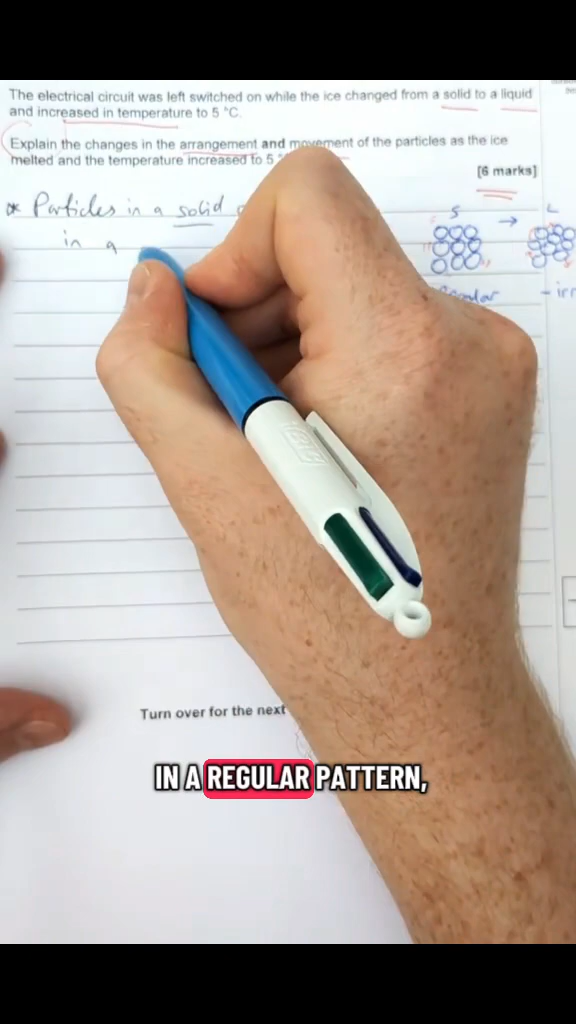 The electrical circuit was left switched on while the ice changed from a solid to a liquid
and increased in temperature to 5 °C.
Explain the changes in the arrangement and movement of the particles as the ice
melted and the temperature increased to 5
[6 marks]
* Particles in a solid
S → L
in a
Turn over for the next
IN A REGULAR PATTERN,